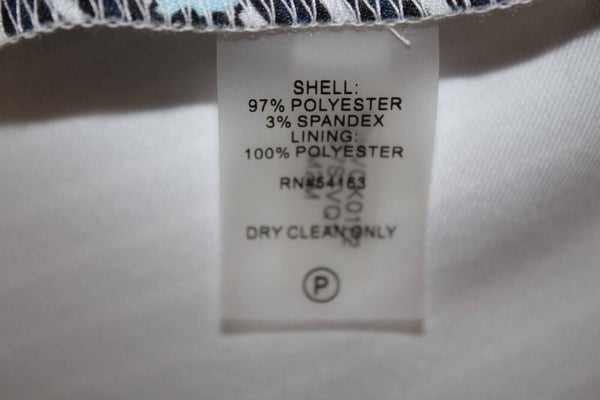 SHELL:
97% POLYESTER
3% SPANDEX
LINING:
100% POLYESTER
RN#54163
DRY CLEAN ONLY
P